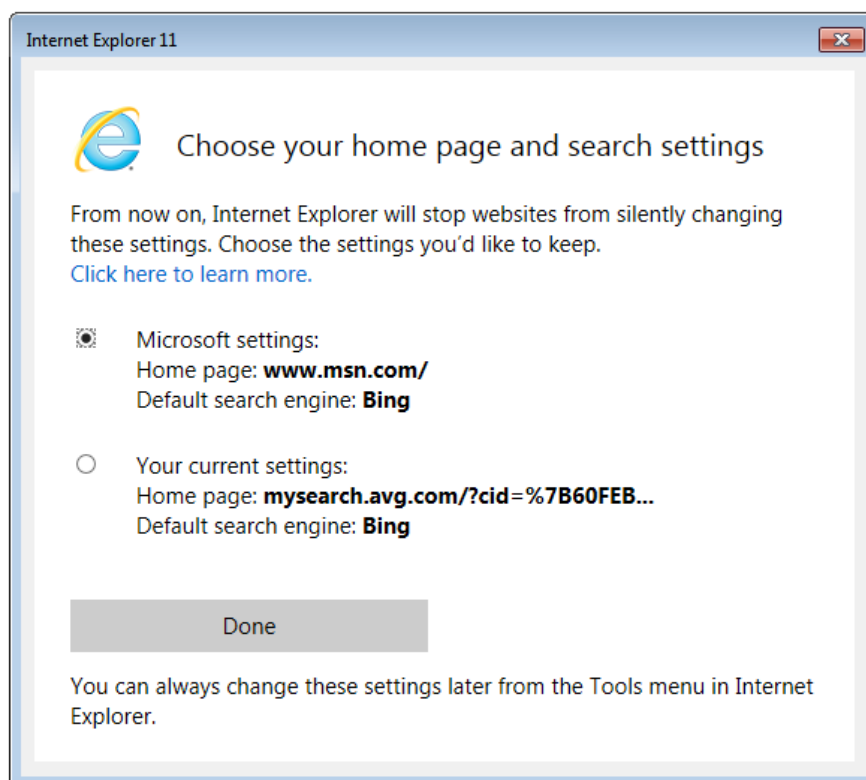 Internet Explorer 11
Choose your home page and search settings
From now on, Internet Explorer will stop websites from silently changing
these settings. Choose the settings you'd like to keep.
Click here to learn more.
Microsoft settings:
Home page: www.msn.com/
Default search engine: Bing
Your current settings:
Home page: mysearch.avg.com/?cid=%7B60FEB...
Default search engine: Bing
Done
You can always change these settings later from the Tools menu in Internet
Explorer.